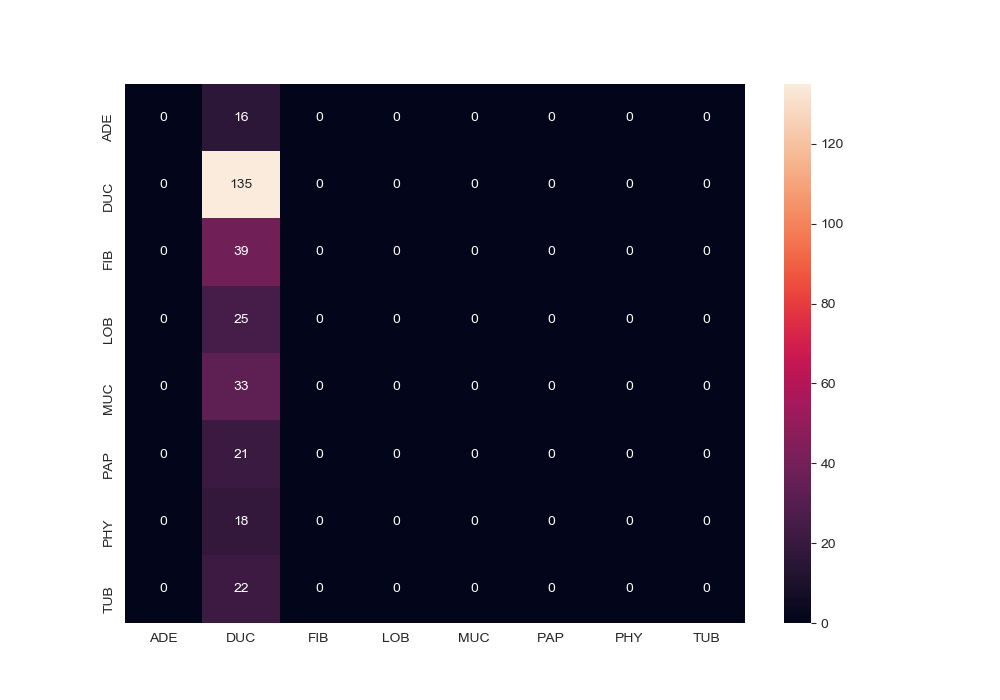 ADE 0 16 0 0 0 0 0 0
120
DUC 0 135 0 0 0 0 0 0
100
FIB 0 39 0 0 0 0 0 0
80
LOB 0 25 0 0 0 0 0 0
60
MUC 0 33 0 0 0 0 0 0
40
PAP 0 21 0 0 0 0 0 0
PHY 0 18 0 0 0 0 0 0
20
TUB 0 22 0 0 0 0 0 0
0
ADE DUC FIB LOB MUC PAP PHY TUB